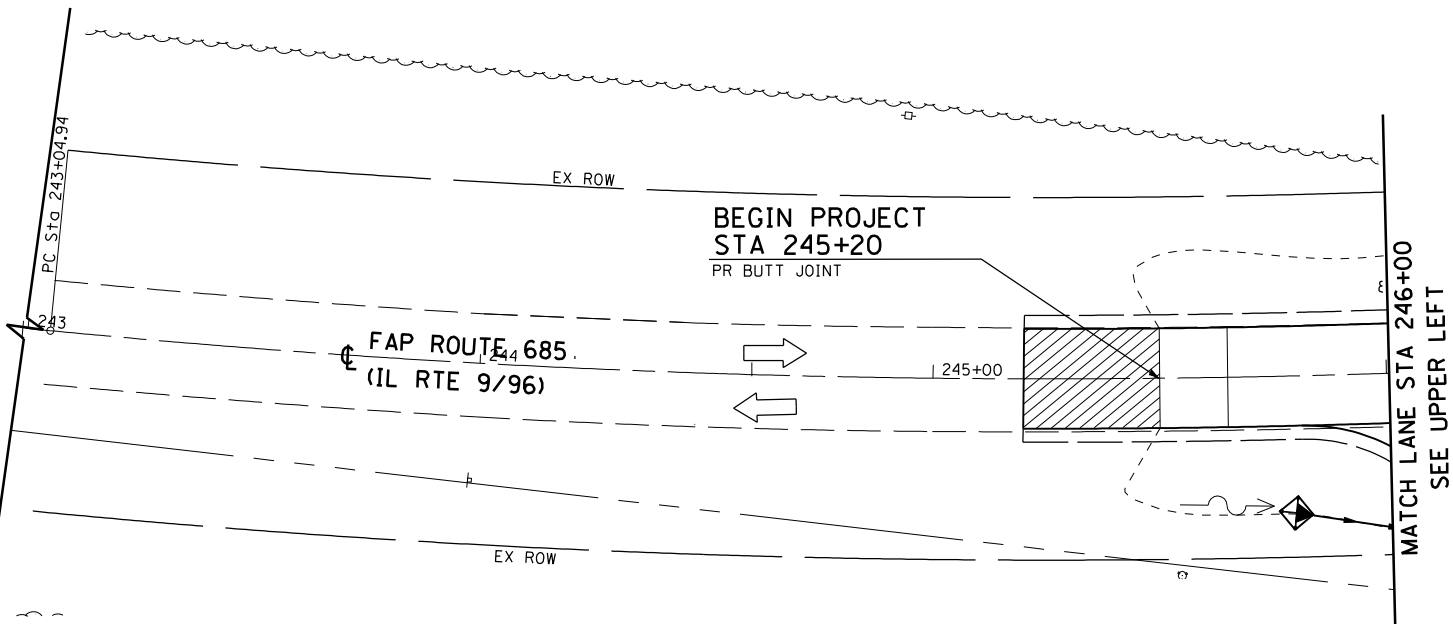 EX ROW
PC Sta 243+04.94
BEGIN PROJECT
STA 245+20
PR BUTT JOINT
243
℄ FAP ROUTE 685
(IL RTE 9/96)
244
245+00
EX ROW
MATCH LANE STA 246+00
SEE UPPER LEFT